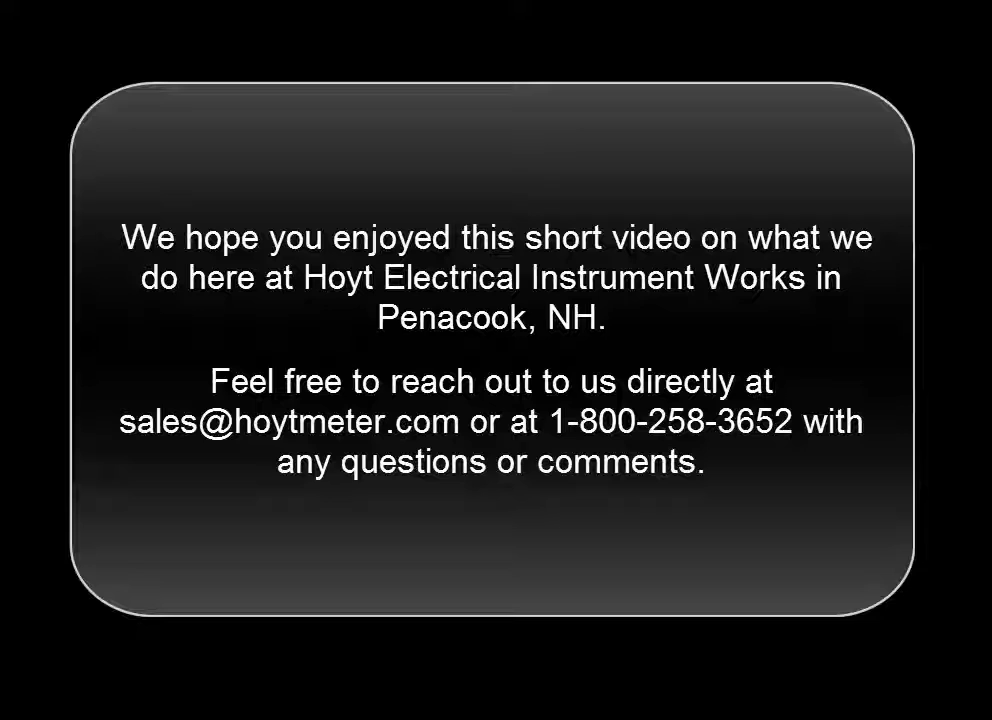 We hope you enjoyed this short video on what we
do here at Hoyt Electrical Instrument Works in
Penacook, NH.
Feel free to reach out to us directly at
sales@hoytmeter.com or at 1-800-258-3652 with
any questions or comments.